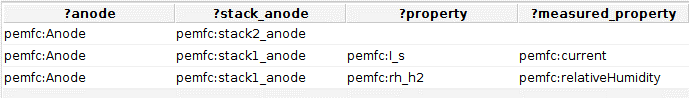 ?anode ?stack_anode ?property ?measured_property
pemfc:Anode pemfc:stack2_anode
pemfc:Anode pemfc:stack1_anode pemfc:I_s pemfc:current
pemfc:Anode pemfc:stack1_anode pemfc:rh_h2 pemfc:relativeHumidity